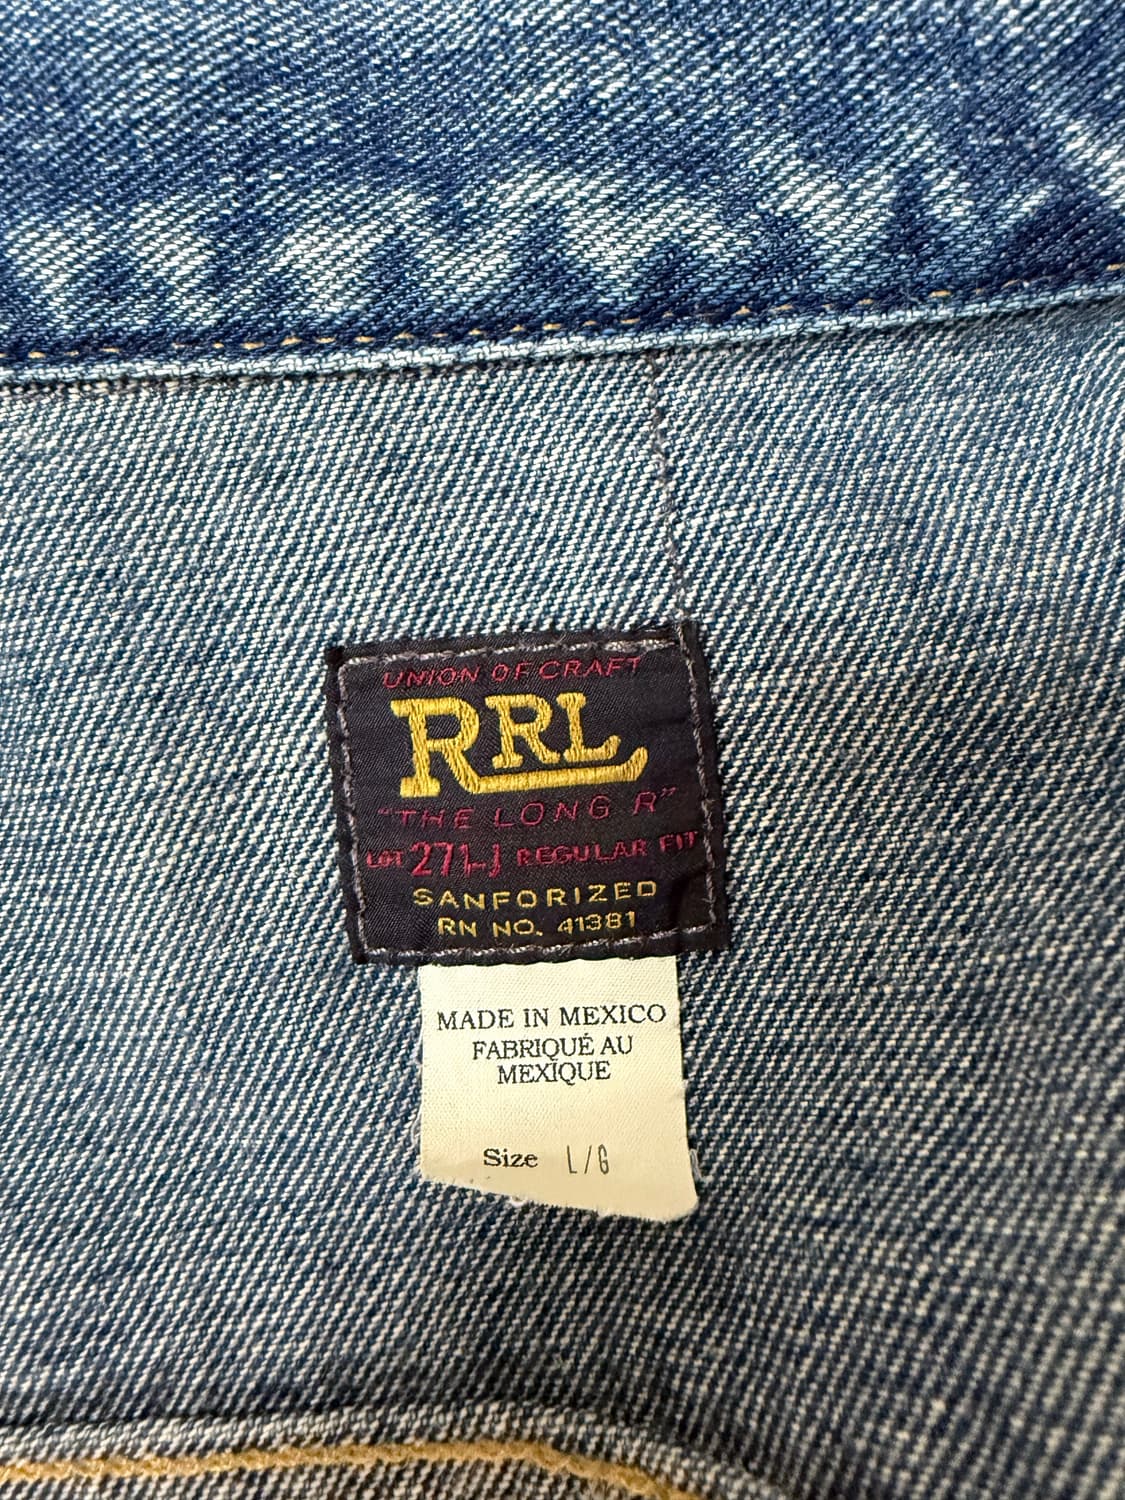 UNION OF CRAFT
RRL
"THE LONG R"
LOT 271-J REGULAR FIT
SANFORIZED
RN NO. 41381
MADE IN MEXICO
FABRIQUÉ AU
MEXIQUE
Size L/G